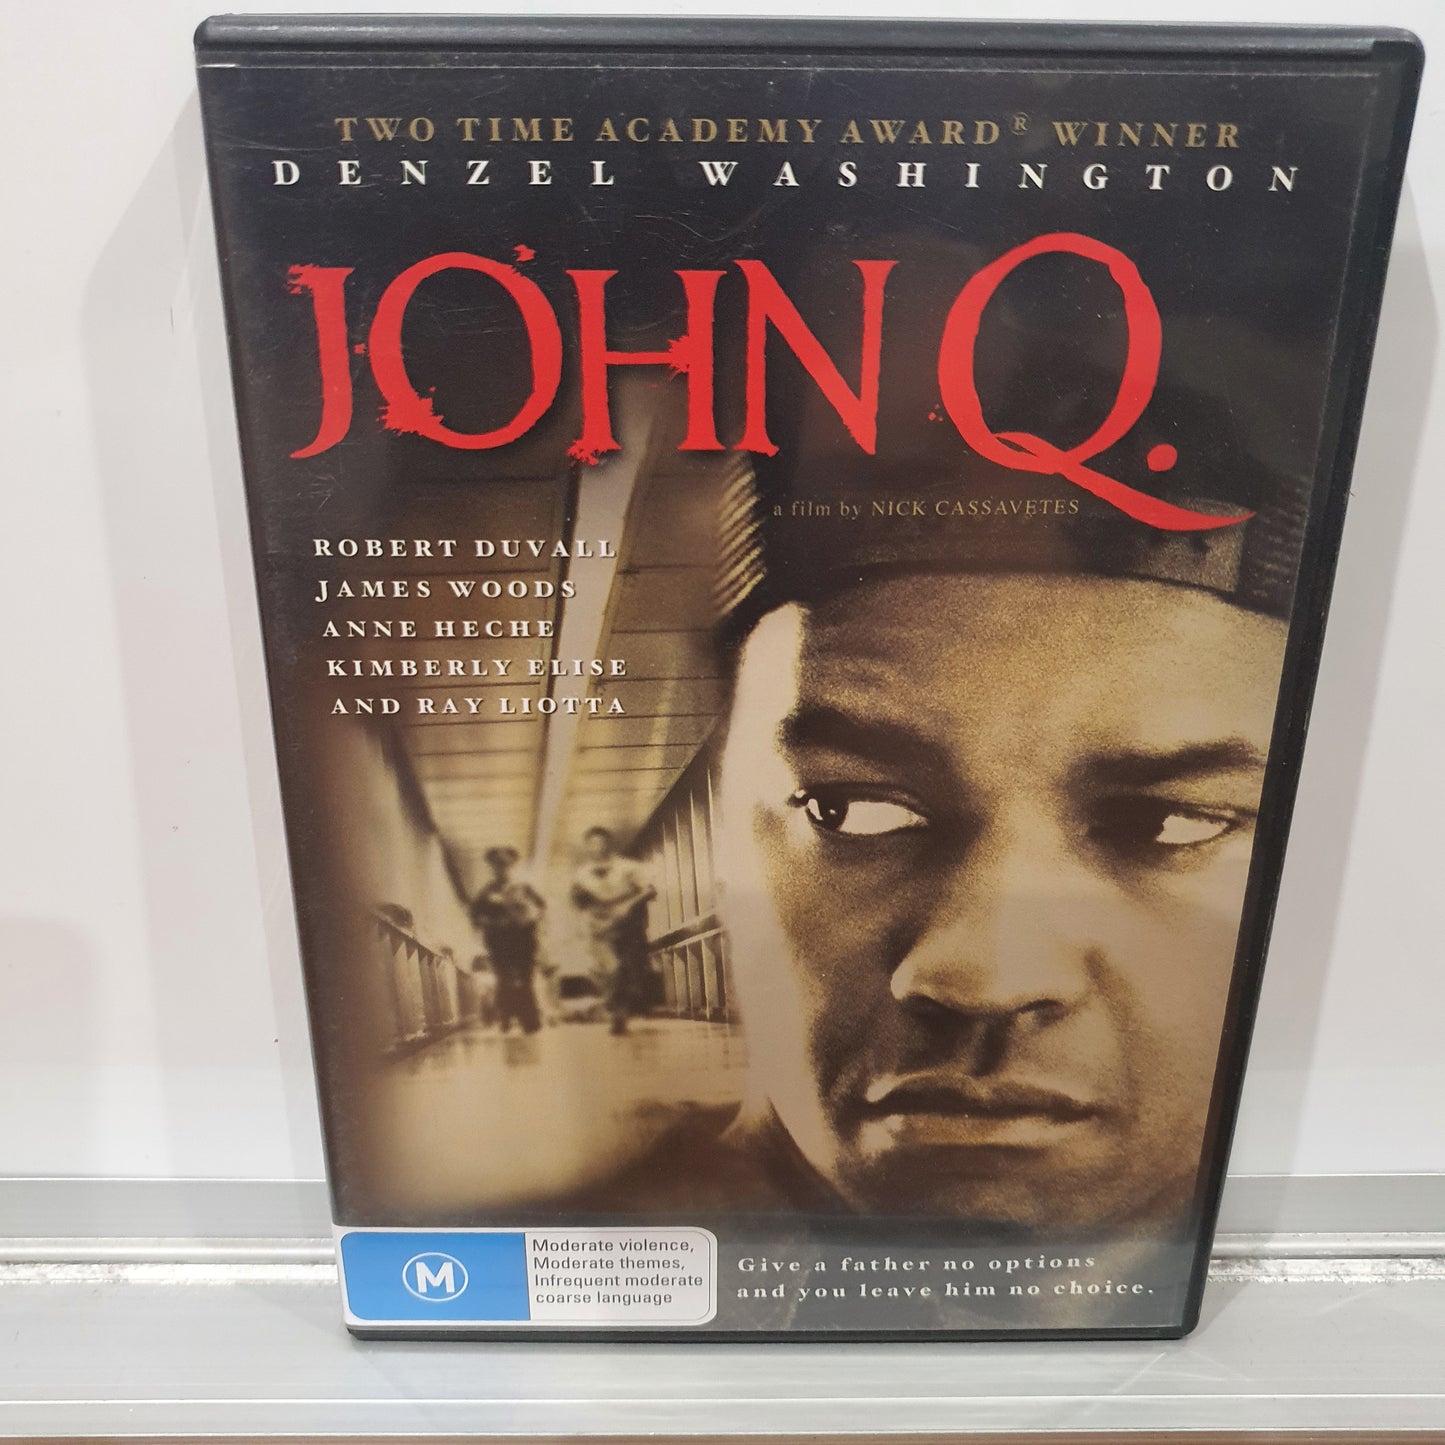 TWO TIME ACADEMY AWARD® WINNER
DENZEL WASHINGTON
JOHN Q.
a film by NICK CASSAVETES
ROBERT DUVALL
JAMES WOODS
ANNE HECHE
KIMBERLY ELISE
AND RAY LIOTTA
M
Moderate violence,
Moderate themes,
Infrequent moderate
coarse language
Give a father no options
and you leave him no choice.